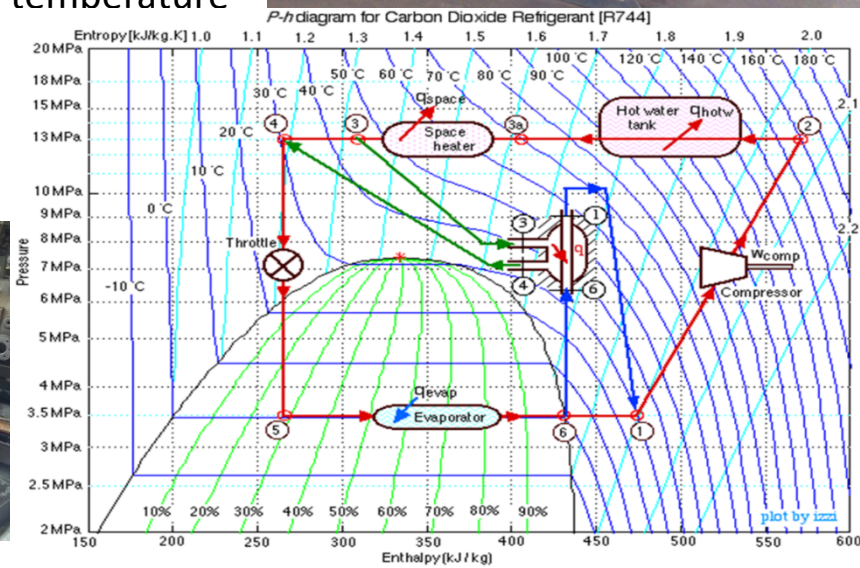 temperature
P-h diagram for Carbon Dioxide Refrigerant [R744]
Entropy[kJ/kg.K] 1.0 1.1 1.2 1.3 1.4 1.5 1.6 1.7 1.8 1.9 2.0
20 MPa
100 °C 120 °C 140 °C 160 °C 180 °C
50 °C 60 °C 70 °C 80 °C 90 °C
18 MPa
30 °C 40 °C
15 MPa
qspace
Hot water tank qhotw
2.1
20 °C
4 3 Space heater 3a 2
13 MPa
10 °C
10 MPa
0 °C
9 MPa
3 1
2.2
8 MPa
Throttle
q
wcomp
7 MPa
Pressure
-10 °C
4 6
Compressor
6 MPa
5 MPa
4 MPa
qevap
3.5 MPa
Evaporator
5 6 1
3 MPa
2.5 MPa
10% 20% 30% 40% 50% 60% 70% 80% 90%
plot by izzi
2 MPa
150 200 250 300 350 400 450 500 550 600
Enthalpy(kJ/kg)